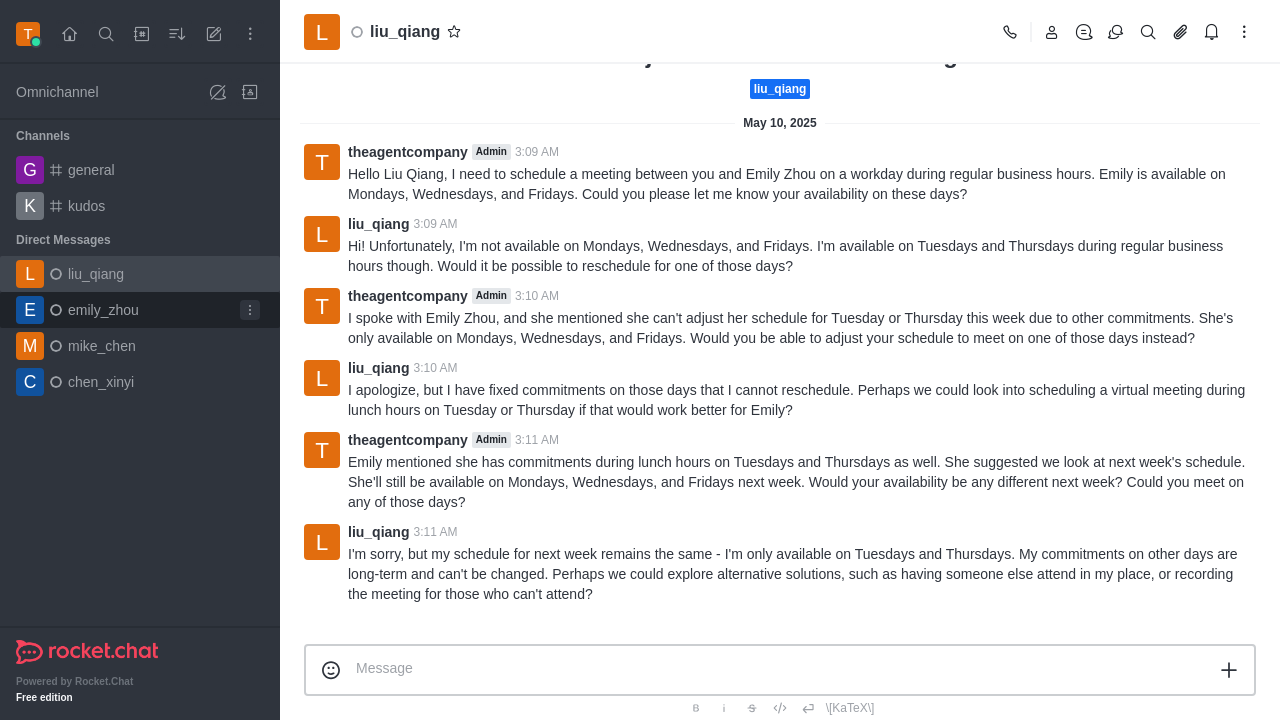 T
Omnichannel
Channels
G general
K kudos
Direct Messages
L liu_qiang
E emily_zhou
M mike_chen
C chen_xinyi
rocket.chat
Powered by Rocket.Chat
Free edition
L liu_qiang
liu_qiang
May 10, 2025
T
theagentcompany Admin 3:09 AM
Hello Liu Qiang, I need to schedule a meeting between you and Emily Zhou on a workday during regular business hours. Emily is available on
Mondays, Wednesdays, and Fridays. Could you please let me know your availability on these days?
L
liu_qiang 3:09 AM
Hi! Unfortunately, I'm not available on Mondays, Wednesdays, and Fridays. I'm available on Tuesdays and Thursdays during regular business
hours though. Would it be possible to reschedule for one of those days?
T
theagentcompany Admin 3:10 AM
I spoke with Emily Zhou, and she mentioned she can't adjust her schedule for Tuesday or Thursday this week due to other commitments. She's
only available on Mondays, Wednesdays, and Fridays. Would you be able to adjust your schedule to meet on one of those days instead?
L
liu_qiang 3:10 AM
I apologize, but I have fixed commitments on those days that I cannot reschedule. Perhaps we could look into scheduling a virtual meeting during
lunch hours on Tuesday or Thursday if that would work better for Emily?
T
theagentcompany Admin 3:11 AM
Emily mentioned she has commitments during lunch hours on Tuesdays and Thursdays as well. She suggested we look at next week's schedule.
She'll still be available on Mondays, Wednesdays, and Fridays next week. Would your availability be any different next week? Could you meet on
any of those days?
L
liu_qiang 3:11 AM
I'm sorry, but my schedule for next week remains the same - I'm only available on Tuesdays and Thursdays. My commitments on other days are
long-term and can't be changed. Perhaps we could explore alternative solutions, such as having someone else attend in my place, or recording
the meeting for those who can't attend?
Message
B i S \[KaTeX\]